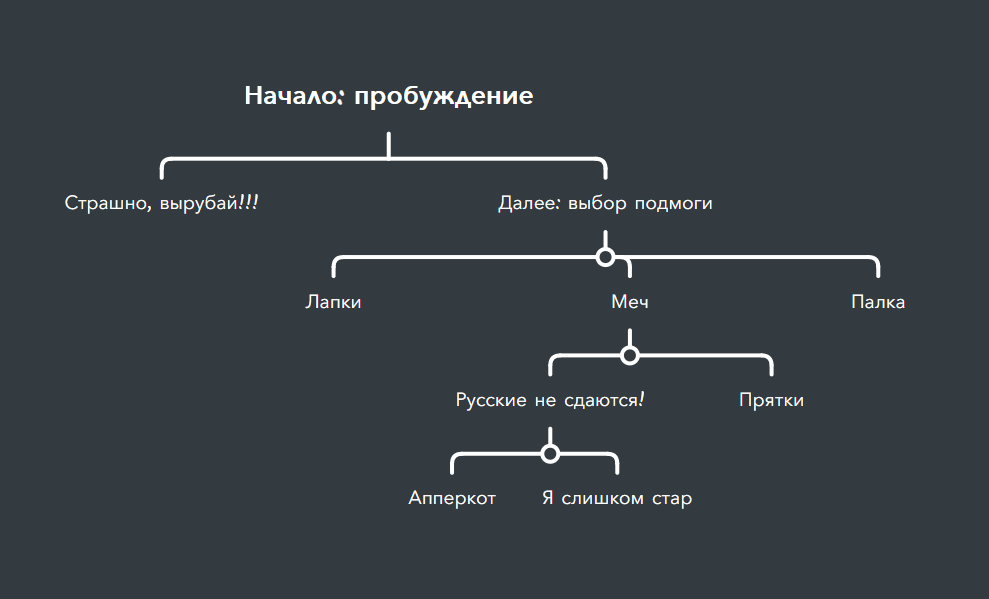 Начало: пробуждение
Страшно, вырубай!!!
Далее: выбор подмоги
Лапки
Меч
Палка
Русские не сдаются!
Прятки
Апперкот
Я слишком стар